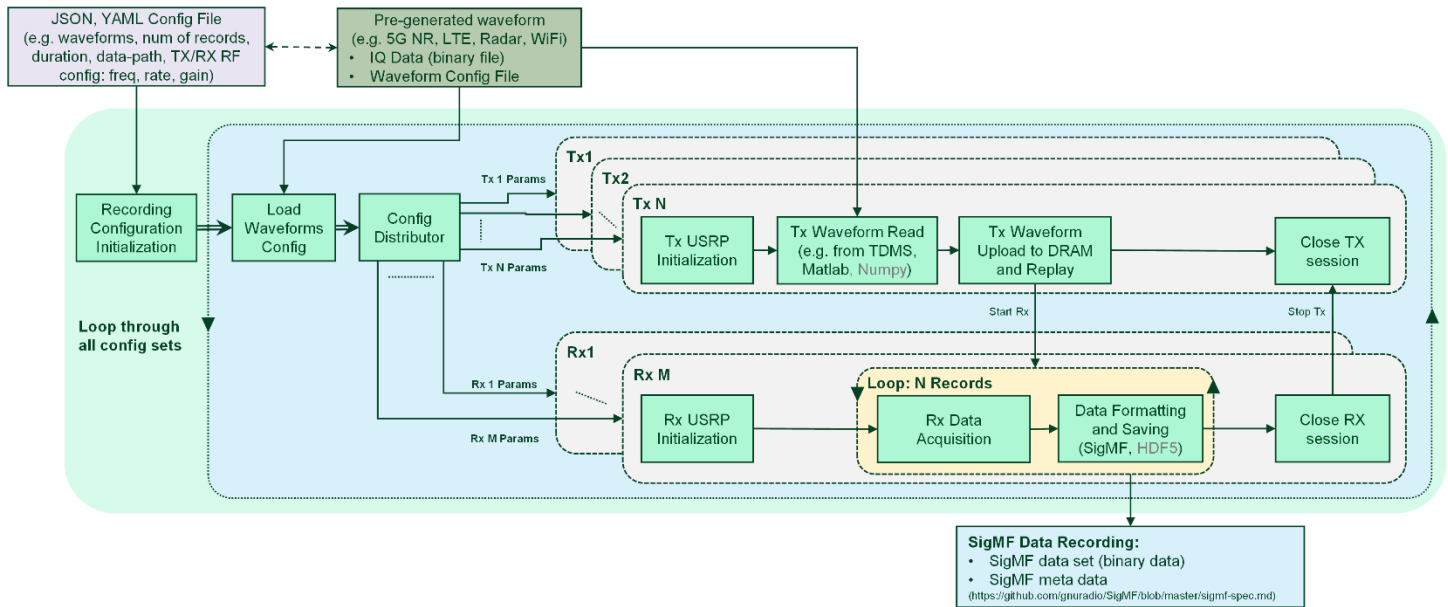 JSON, YAML Config File
(e.g. waveforms, num of records,
duration, data-path, TX/RX RF
config: freq, rate, gain)
Pre-generated waveform
(e.g. 5G NR, LTE, Radar, WiFi)
• IQ Data (binary file)
• Waveform Config File
Recording
Configuration
Initialization
Load
Waveforms
Config
Config
Distributor
Tx 1 Params
Tx N Params
Tx1
Tx2
Tx N
Tx USRP
Initialization
Tx Waveform Read
(e.g. from TDMS,
Matlab, Numpy)
Tx Waveform
Upload to DRAM
and Replay
Close TX
session
Loop through
all config sets
Start Rx
Stop Tx
Rx 1 Params
Rx M Params
Rx1
Rx M
Rx USRP
Initialization
Loop: N Records
Rx Data
Acquisition
Data Formatting
and Saving
(SigMF, HDF5)
Close RX
session
SigMF Data Recording:
• SigMF data set (binary data)
• SigMF meta data
(https://github.com/gnuradio/SigMF/blob/master/sigmf-spec.md)